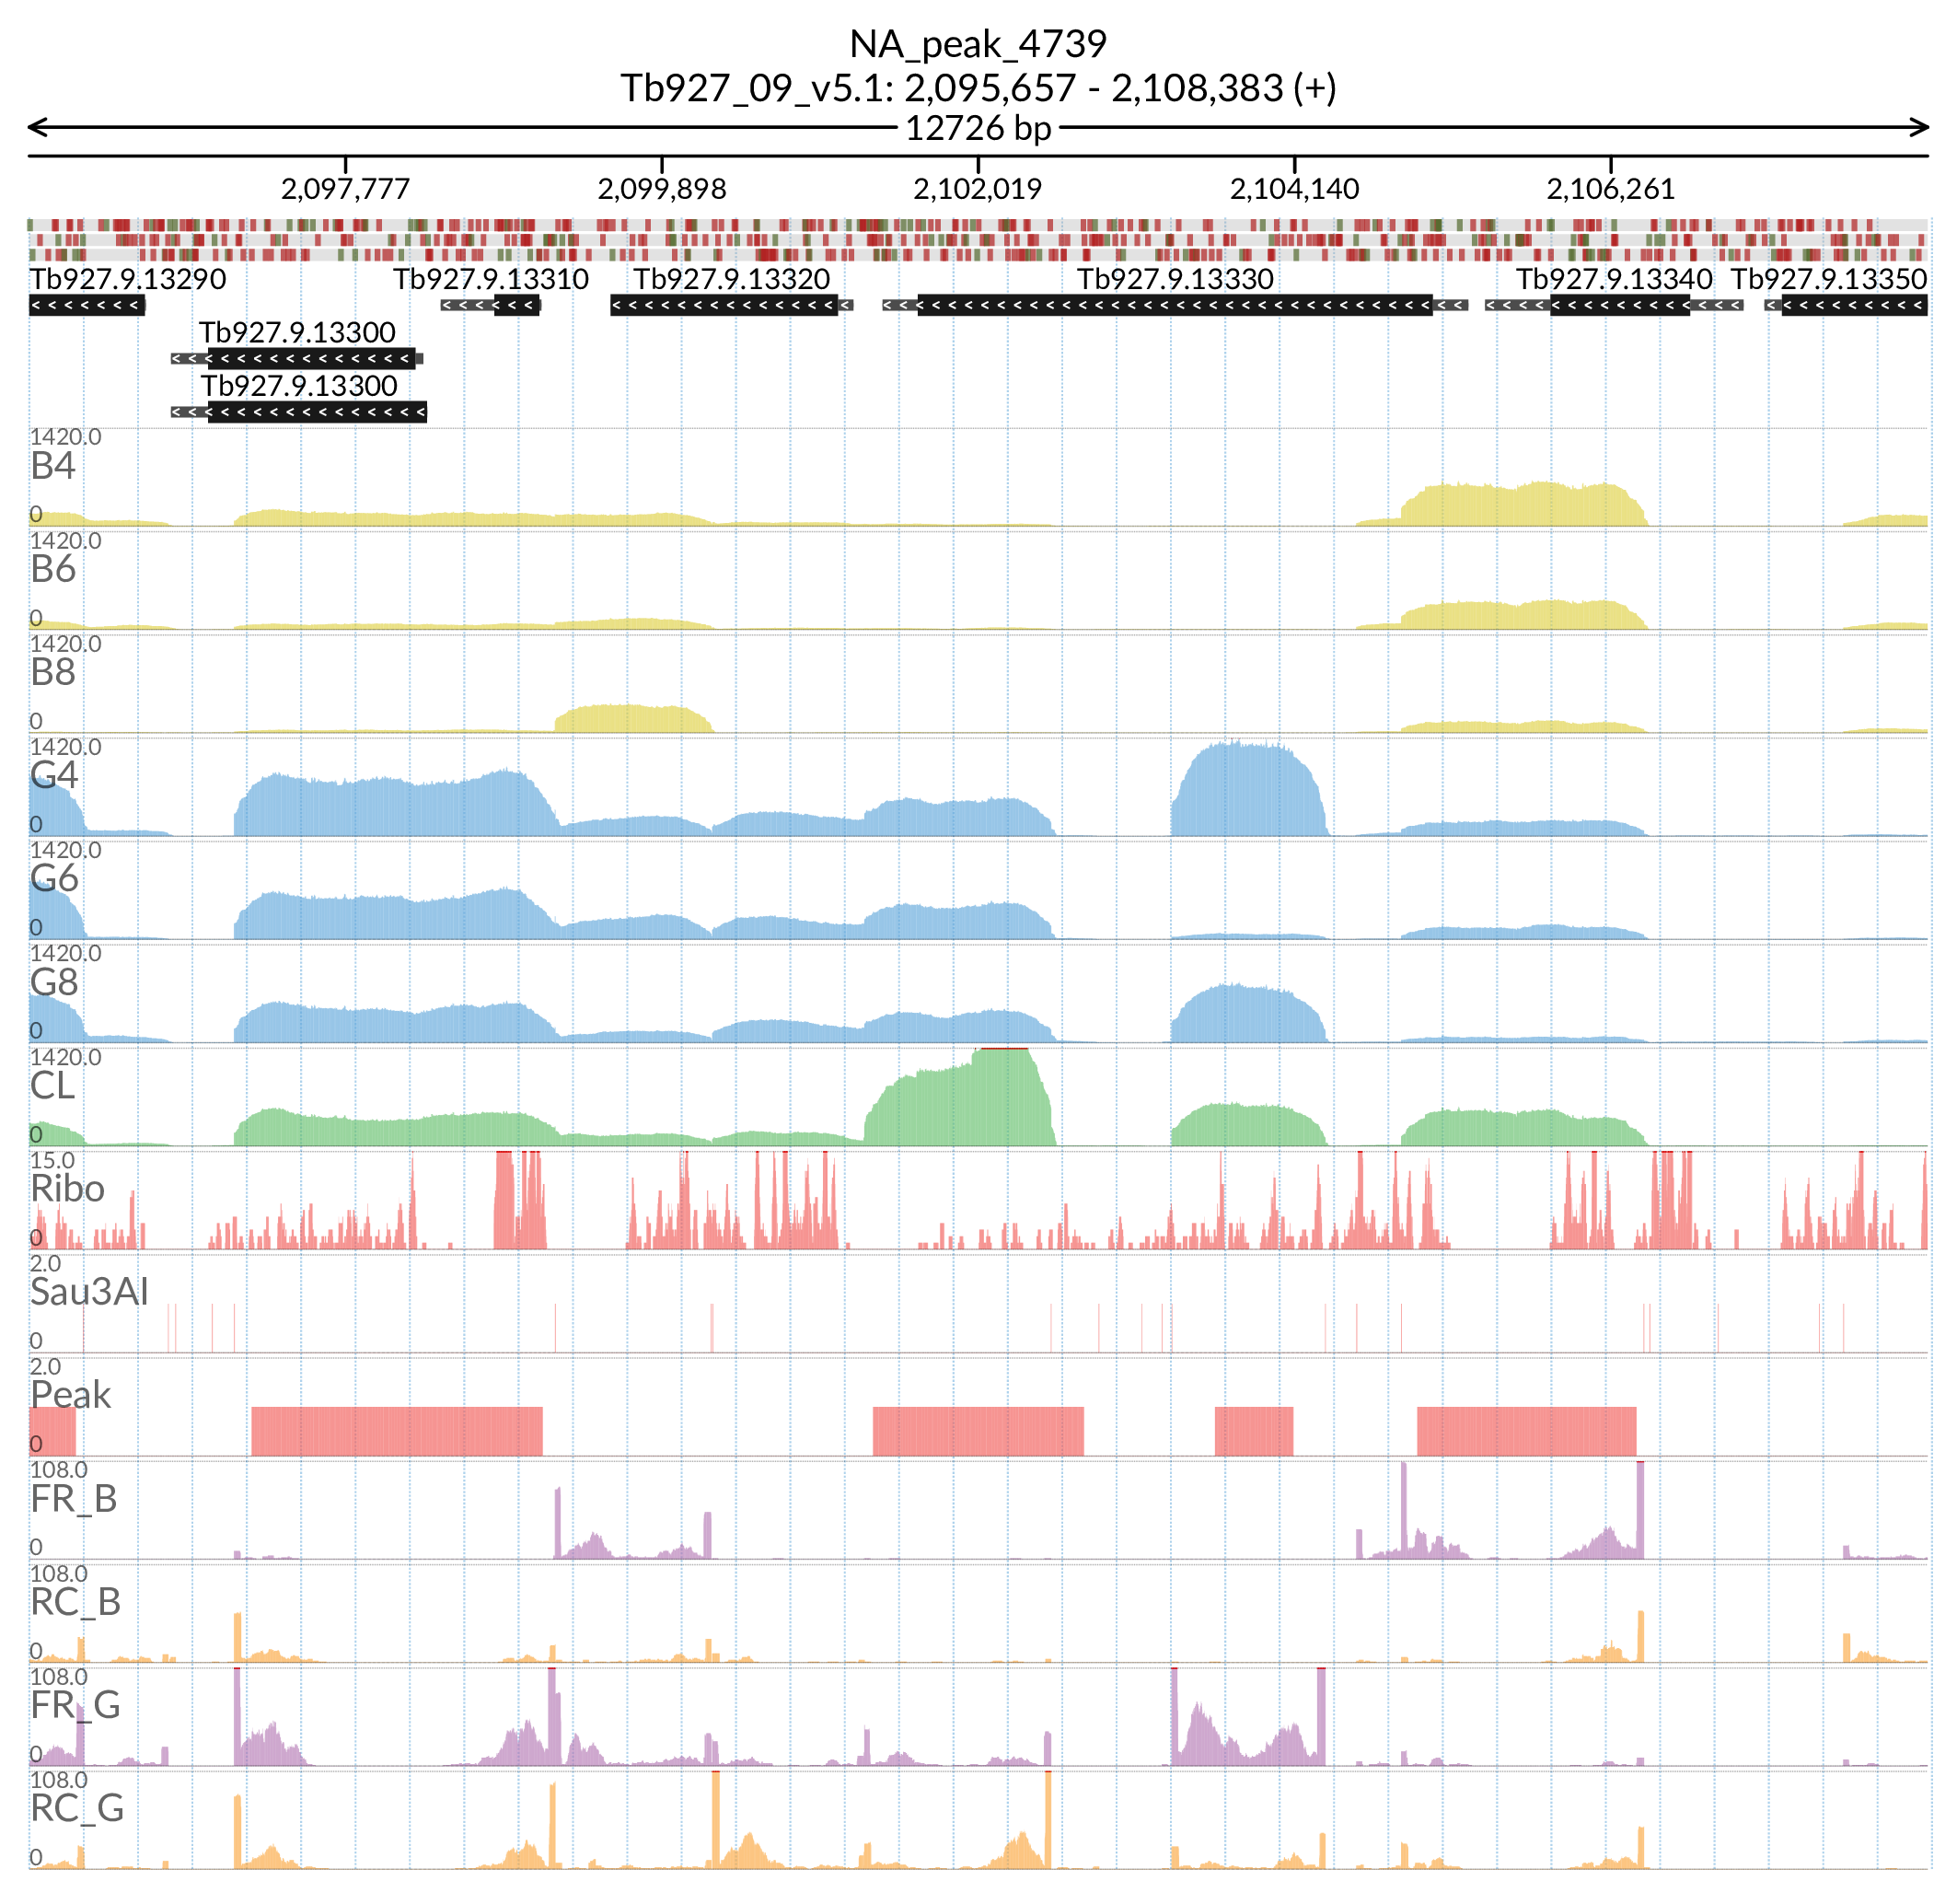 NA_peak_4739
Tb927_09_v5.1: 2,095,657 - 2,108,383 (+)
12726 bp
2,097,777 2,099,898 2,102,019 2,104,140 2,106,261
Tb927.9.13290 Tb927.9.13310 Tb927.9.13320 Tb927.9.13330 Tb927.9.13340 Tb927.9.13350
Tb927.9.13300
Tb927.9.13300
1420.0
B4
0
1420.0
B6
0
1420.0
B8
0
1420.0
G4
0
1420.0
G6
0
1420.0
G8
0
1420.0
CL
0
15.0
Ribo
0
2.0
Sau3AI
0
2.0
Peak
0
108.0
FR_B
0
108.0
RC_B
0
108.0
FR_G
0
108.0
RC_G
0